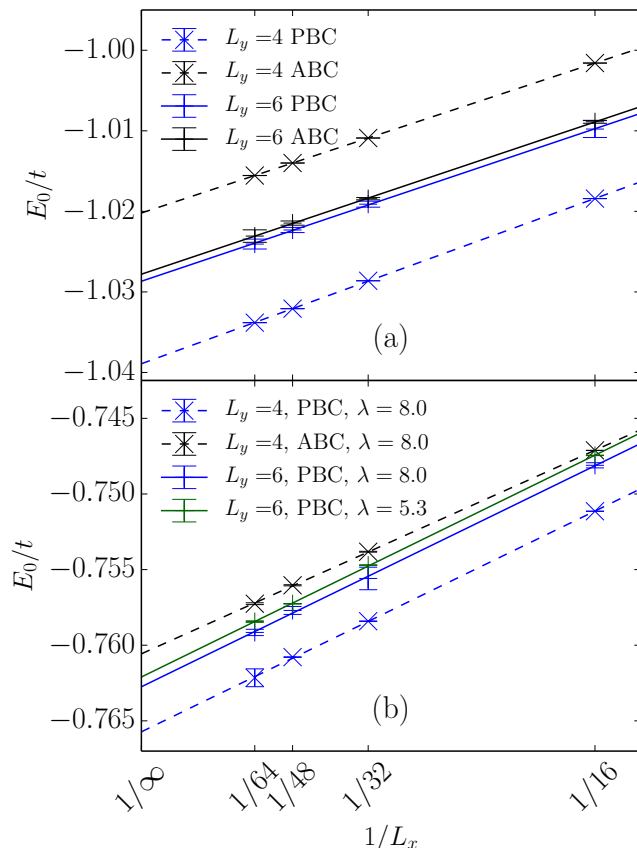 −1.00
−1.01
−1.02
−1.03
−1.04
E₀/t
L_y =4 PBC
L_y =4 ABC
L_y =6 PBC
L_y =6 ABC
(a)
−0.745
−0.750
−0.755
−0.760
−0.765
E₀/t
L_y =4, PBC, λ = 8.0
L_y =4, ABC, λ = 8.0
L_y =6, PBC, λ = 8.0
L_y =6, PBC, λ = 5.3
(b)
1/∞
1/64
1/48
1/32
1/16
1/L_x